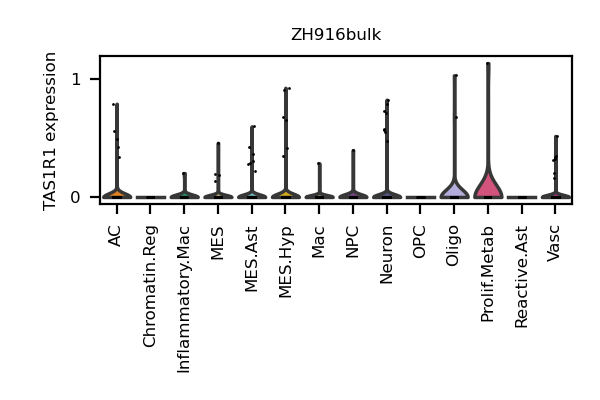 ZH916bulk
TAS1R1 expression
1
0
AC
Chromatin.Reg
Inflammatory.Mac
MES
MES.Ast
MES.Hyp
Mac
NPC
Neuron
OPC
Oligo
Prolif.Metab
Reactive.Ast
Vasc